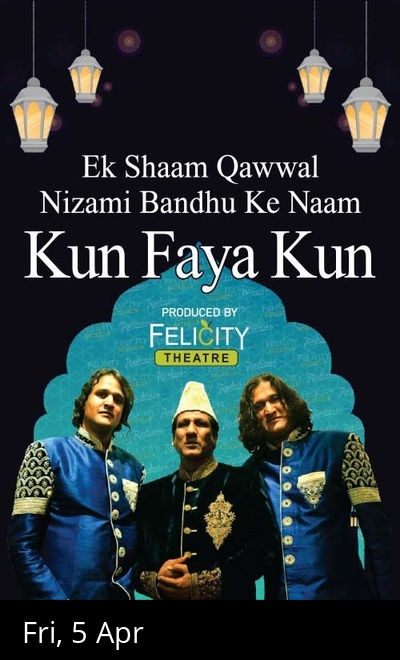 Ek Shaam Qawwal
Nizami Bandhu Ke Naam
Kun Faya Kun
PRODUCED BY
FELICITY
THEATRE
Fri, 5 Apr